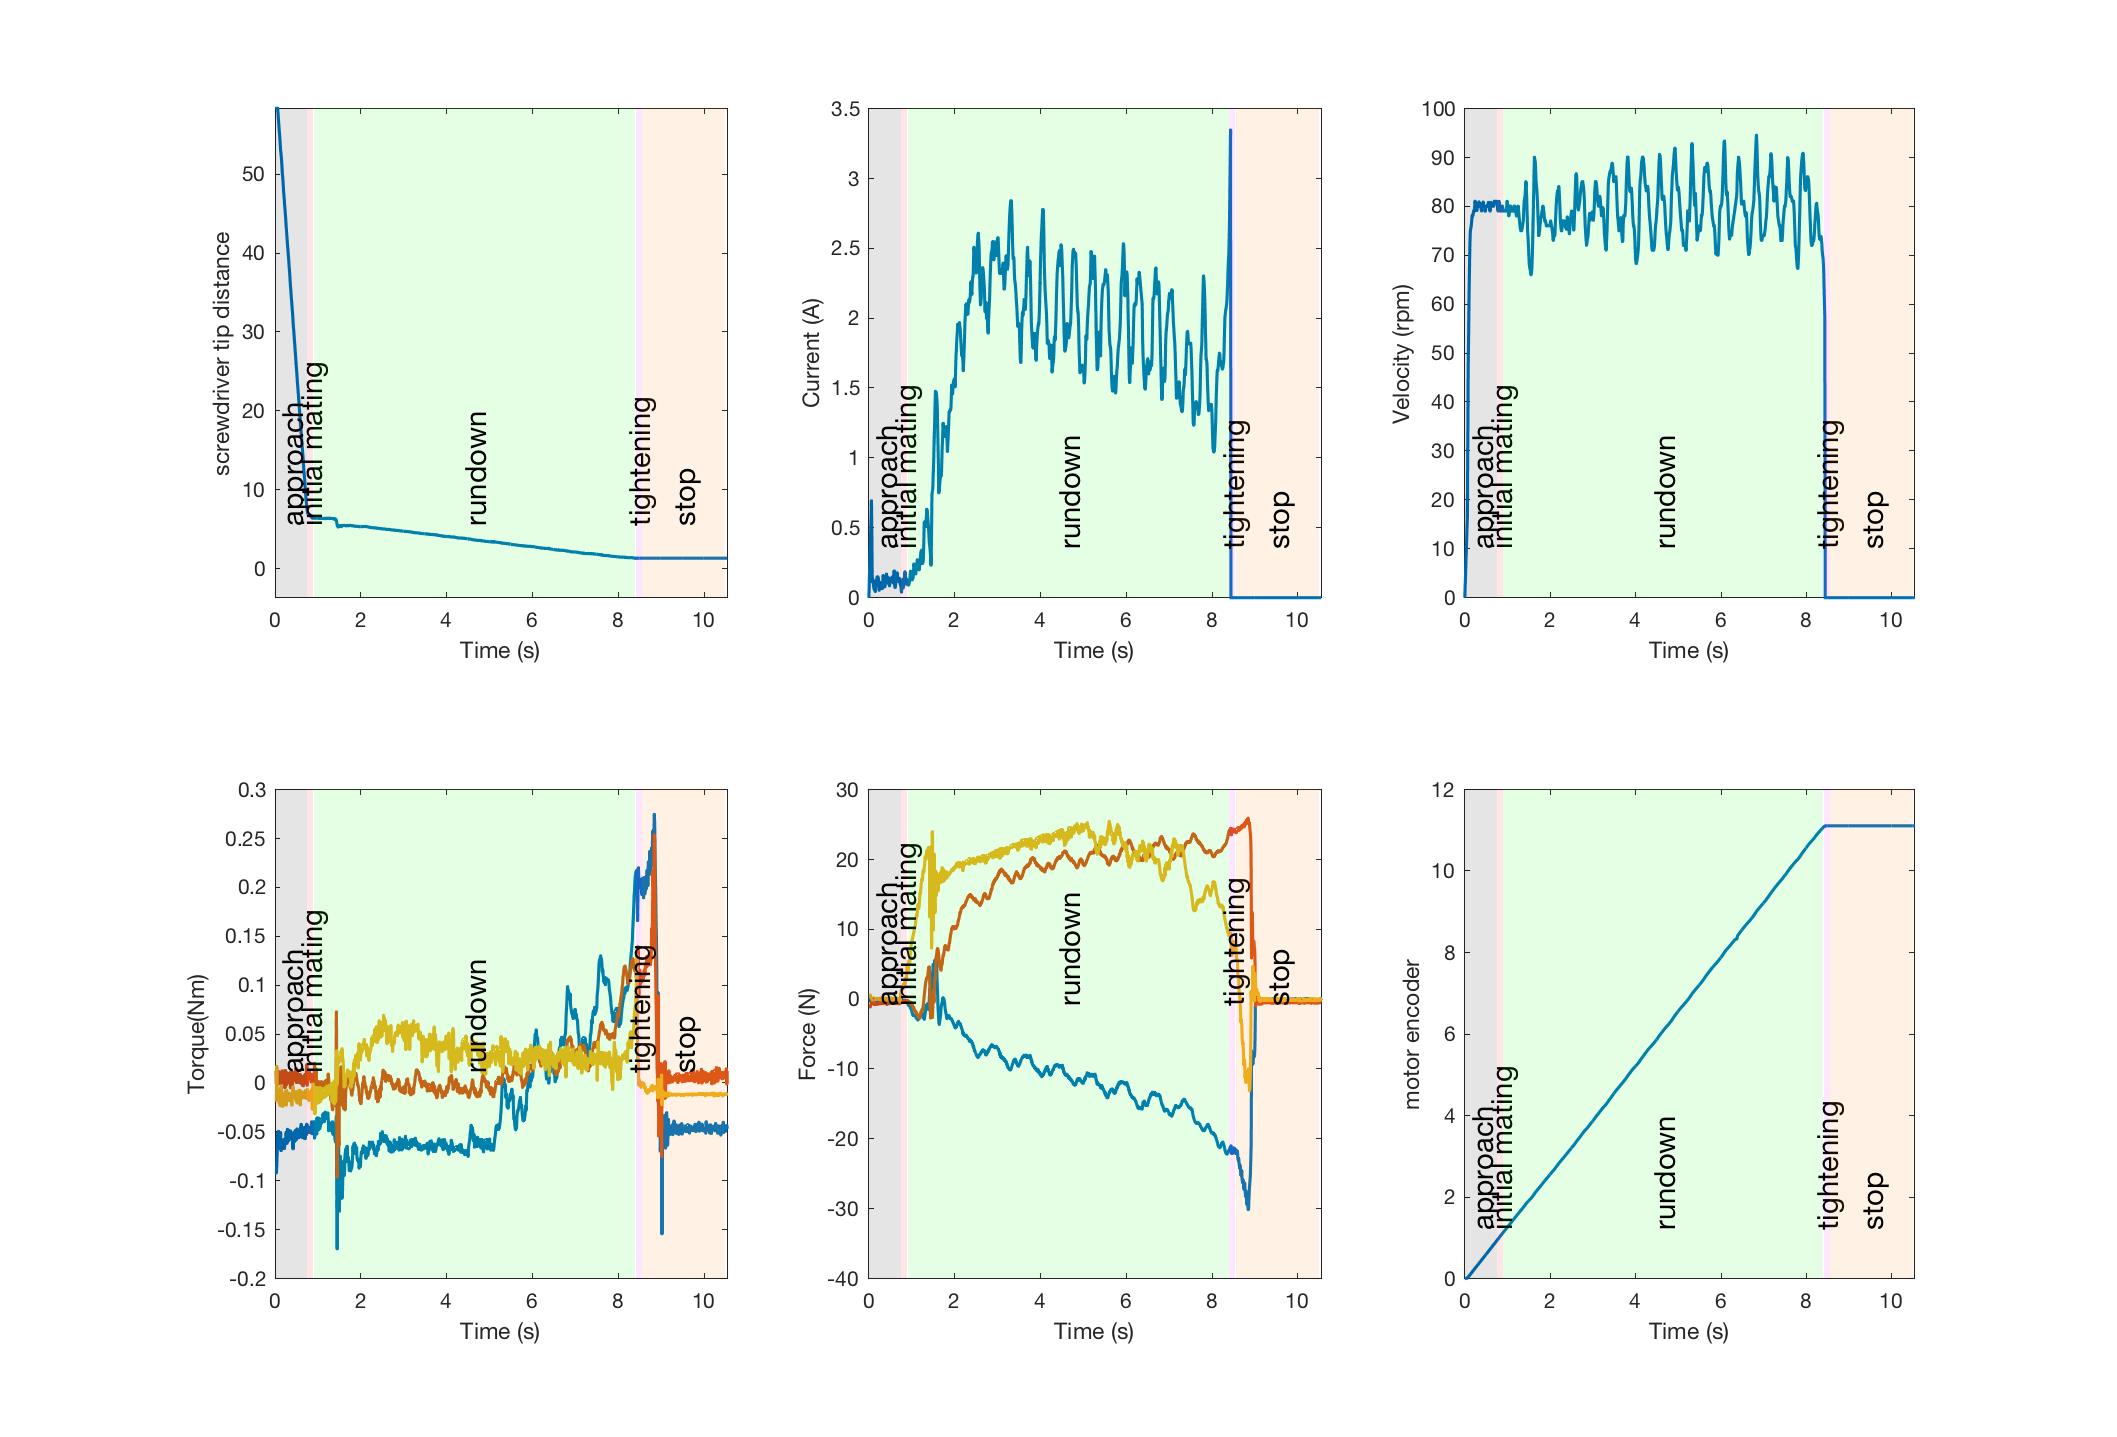 screwdriver tip distance
50
40
30
20
10
0
approach
initial mating
rundown
tightening
stop
0 2 4 6 8 10
Time (s)
Current (A)
3.5
3
2.5
2
1.5
1
0.5
0
approach
initial mating
rundown
tightening
stop
0 2 4 6 8 10
Time (s)
Velocity (rpm)
100
90
80
70
60
50
40
30
20
10
0
approach
initial mating
rundown
tightening
stop
0 2 4 6 8 10
Time (s)
Torque(Nm)
0.3
0.25
0.2
0.15
0.1
0.05
0
-0.05
-0.1
-0.15
-0.2
approach
initial mating
rundown
tightening
stop
0 2 4 6 8 10
Time (s)
Force (N)
30
20
10
0
-10
-20
-30
-40
approach
initial mating
rundown
tightening
stop
0 2 4 6 8 10
Time (s)
motor encoder
12
10
8
6
4
2
0
approach
initial mating
rundown
tightening
stop
0 2 4 6 8 10
Time (s)